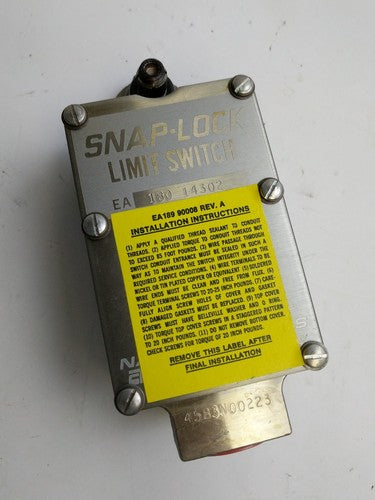 SNAP-LOCK
LIMIT SWITCH
EA 180 14302
EA189 90008 REV. A
INSTALLATION INSTRUCTIONS
(1) APPLY A QUALIFIED THREAD SEALANT TO CONDUIT
THREADS. (2) APPLIED TORQUE TO CONDUIT THREADS NOT
TO EXCEED 85 FOOT POUNDS. (3) WIRE PASSAGE THROUGH
SWITCH CONDUIT ENTRANCE MUST BE SEALED IN SUCH A
WAY AS TO MAINTAIN THE SWITCH INTEGRITY UNDER THE
REQUIRED SERVICE CONDITIONS. (4) WIRE TERMINALS TO BE
NICKEL OR TIN PLATED COPPER OR EQUIVALENT (5) SOLDERED
WIRE ENDS MUST BE CLEAN AND FREE FROM FLUX. (6)
TORQUE TERMINAL SCREWS TO 20-25 INCH POUNDS. (7) CARE-
FULLY ALIGN SCREW HOLES OF COVER AND GASKET
(8) DAMAGED GASKETS MUST BE REPLACED. (9) TOP COVER
SCREWS MUST HAVE BELLEVILLE WASHER AND O RING.
(10) TORQUE TOP COVER SCREWS IN A STAGGERED PATTERN
TO 20 INCH POUNDS. (11) DO NOT REMOVE BOTTOM COVER.
CHECK SCREWS FOR TORQUE OF 20 INCH POUNDS.
REMOVE THIS LABEL AFTER
FINAL INSTALLATION